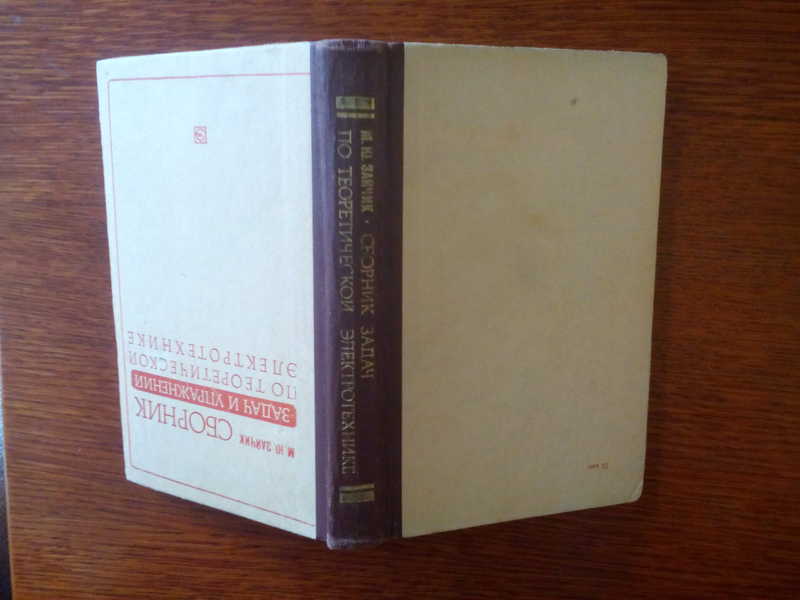 М. Ю. ЗАЙЧИК
СБОРНИК
ЗАДАЧ И УПРАЖНЕНИЙ
ПО ТЕОРЕТИЧЕСКОЙ
ЭЛЕКТРОТЕХНИКЕ
М. Ю. ЗАЙЧИК · СБОРНИК ЗАДАЧ
ПО ТЕОРЕТИЧЕСКОЙ ЭЛЕКТРОТЕХНИКЕ